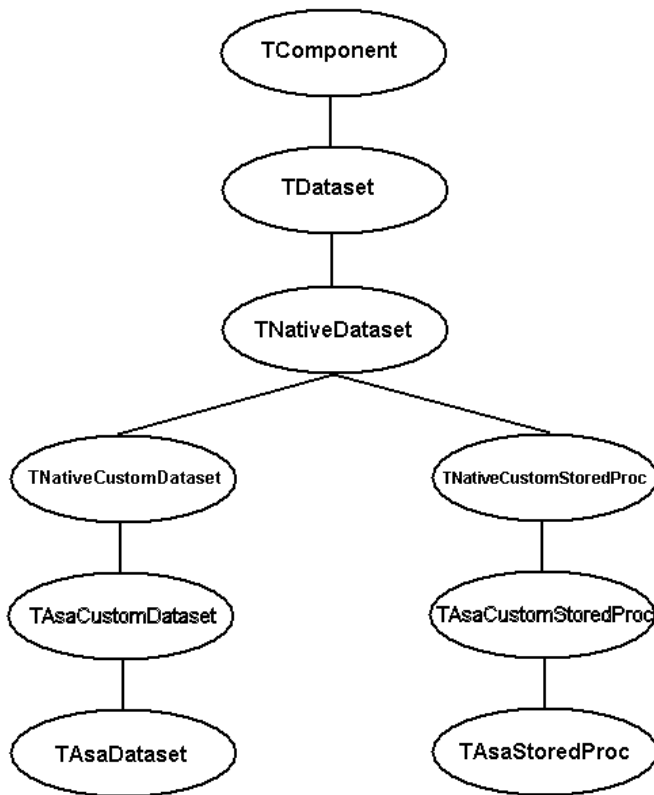 TComponent
TDataset
TNativeDataset
TNativeCustomDataset
TNativeCustomStoredProc
TAsaCustomDataset
TAsaCustomStoredProc
TAsaDataset
TAsaStoredProc